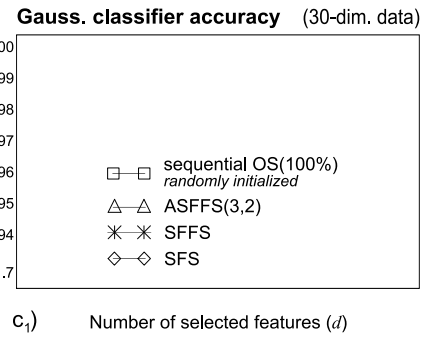 Gauss. classifier accuracy (30-dim. data)
00
99
98
97
96
95
94
.7
sequential OS(100%)
randomly initialized
ASFFS(3,2)
SFFS
SFS
c1) Number of selected features (d)